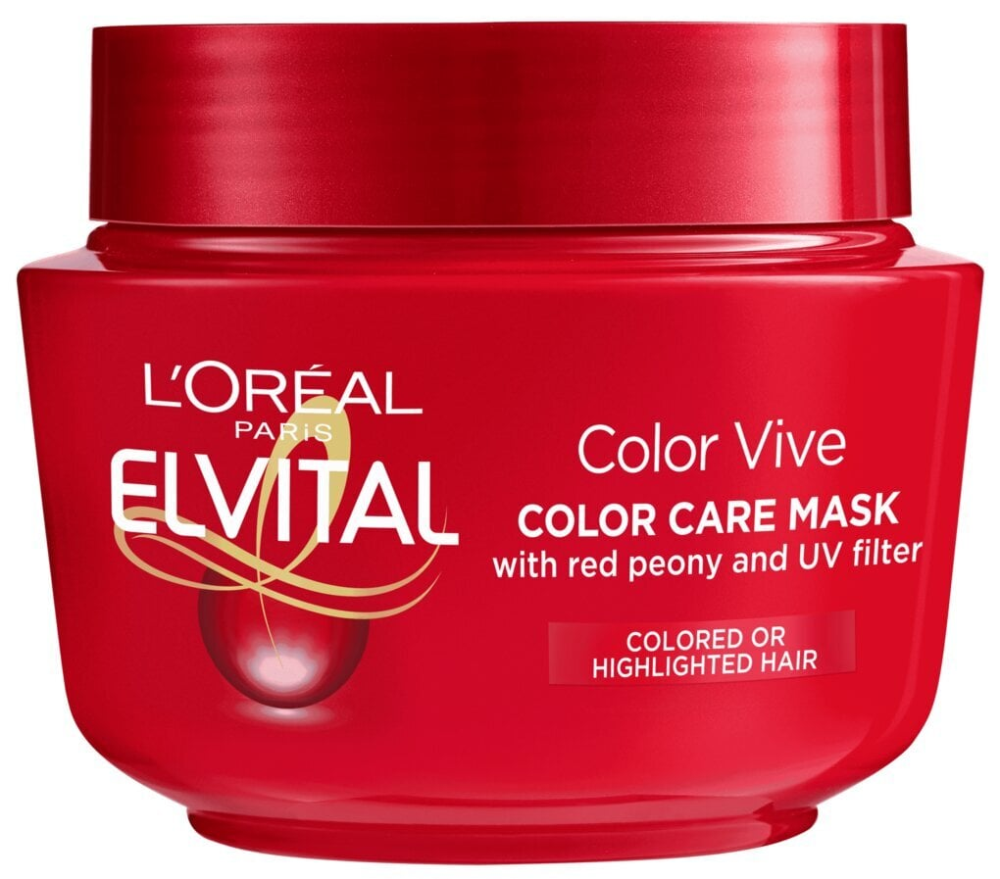 L'ORÉAL
PARIS
ELVITAL
Color Vive
COLOR CARE MASK
with red peony and UV filter
COLORED OR
HIGHLIGHTED HAIR